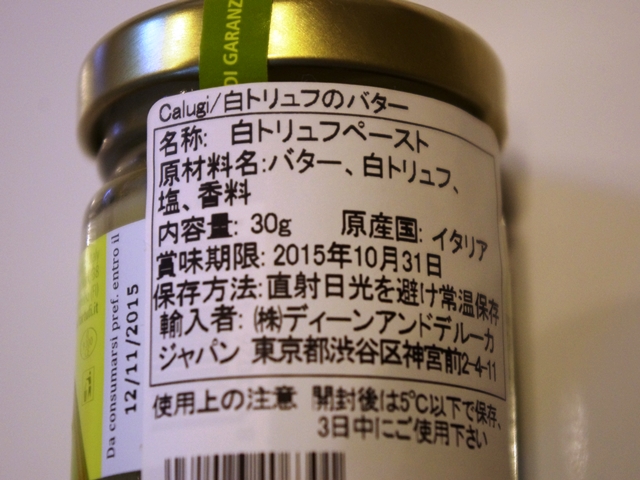 DI GARANZ
Calugi/白トリュフのバター
名称: 白トリュフペースト
原材料名:バター、白トリュフ、
塩、香料
内容量: 30g 原産国: イタリア
賞味期限: 2015年10月31日
保存方法:直射日光を避け常温保存
輸入者: ㈱ディーンアンドデルーカ
ジャパン 東京都渋谷区神宮前2-4-11
使用上の注意 開封後は5℃以下で保存、
3日中にご使用下さい
Da consumarsi pref. entro il
12/11/2015